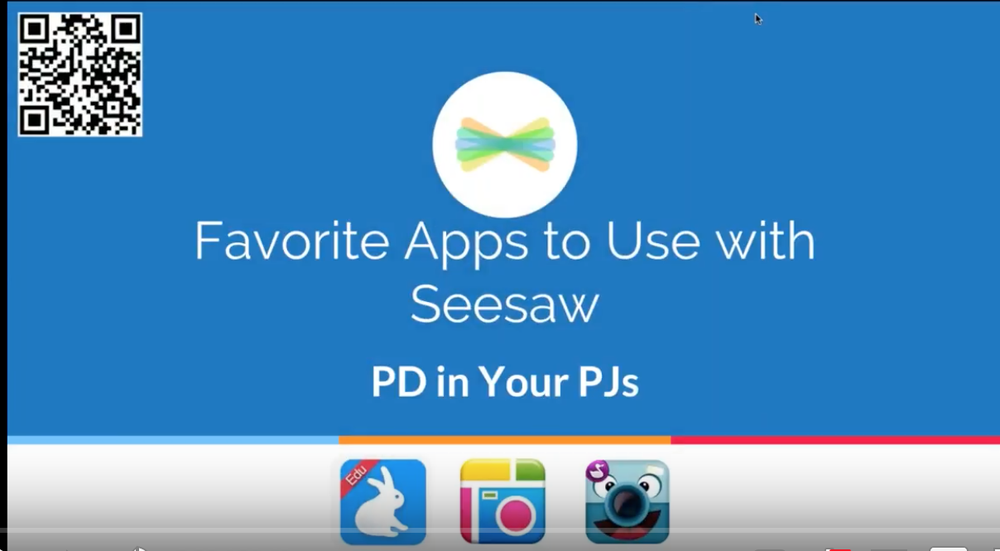 Favorite Apps to Use with
Seesaw
PD in Your PJs
Edu